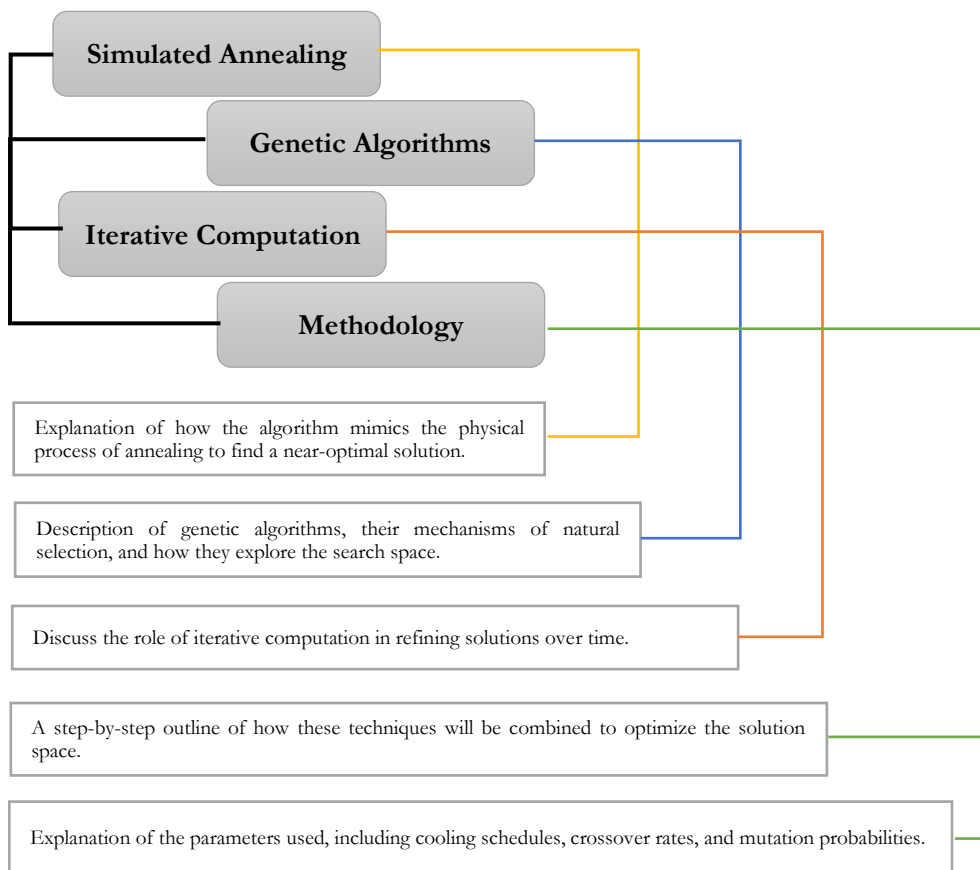 Simulated Annealing
Genetic Algorithms
Iterative Computation
Methodology
Explanation of how the algorithm mimics the physical
process of annealing to find a near-optimal solution.
Description of genetic algorithms, their mechanisms of natural
selection, and how they explore the search space.
Discuss the role of iterative computation in refining solutions over time.
A step-by-step outline of how these techniques will be combined to optimize the solution
space.
Explanation of the parameters used, including cooling schedules, crossover rates, and mutation probabilities.